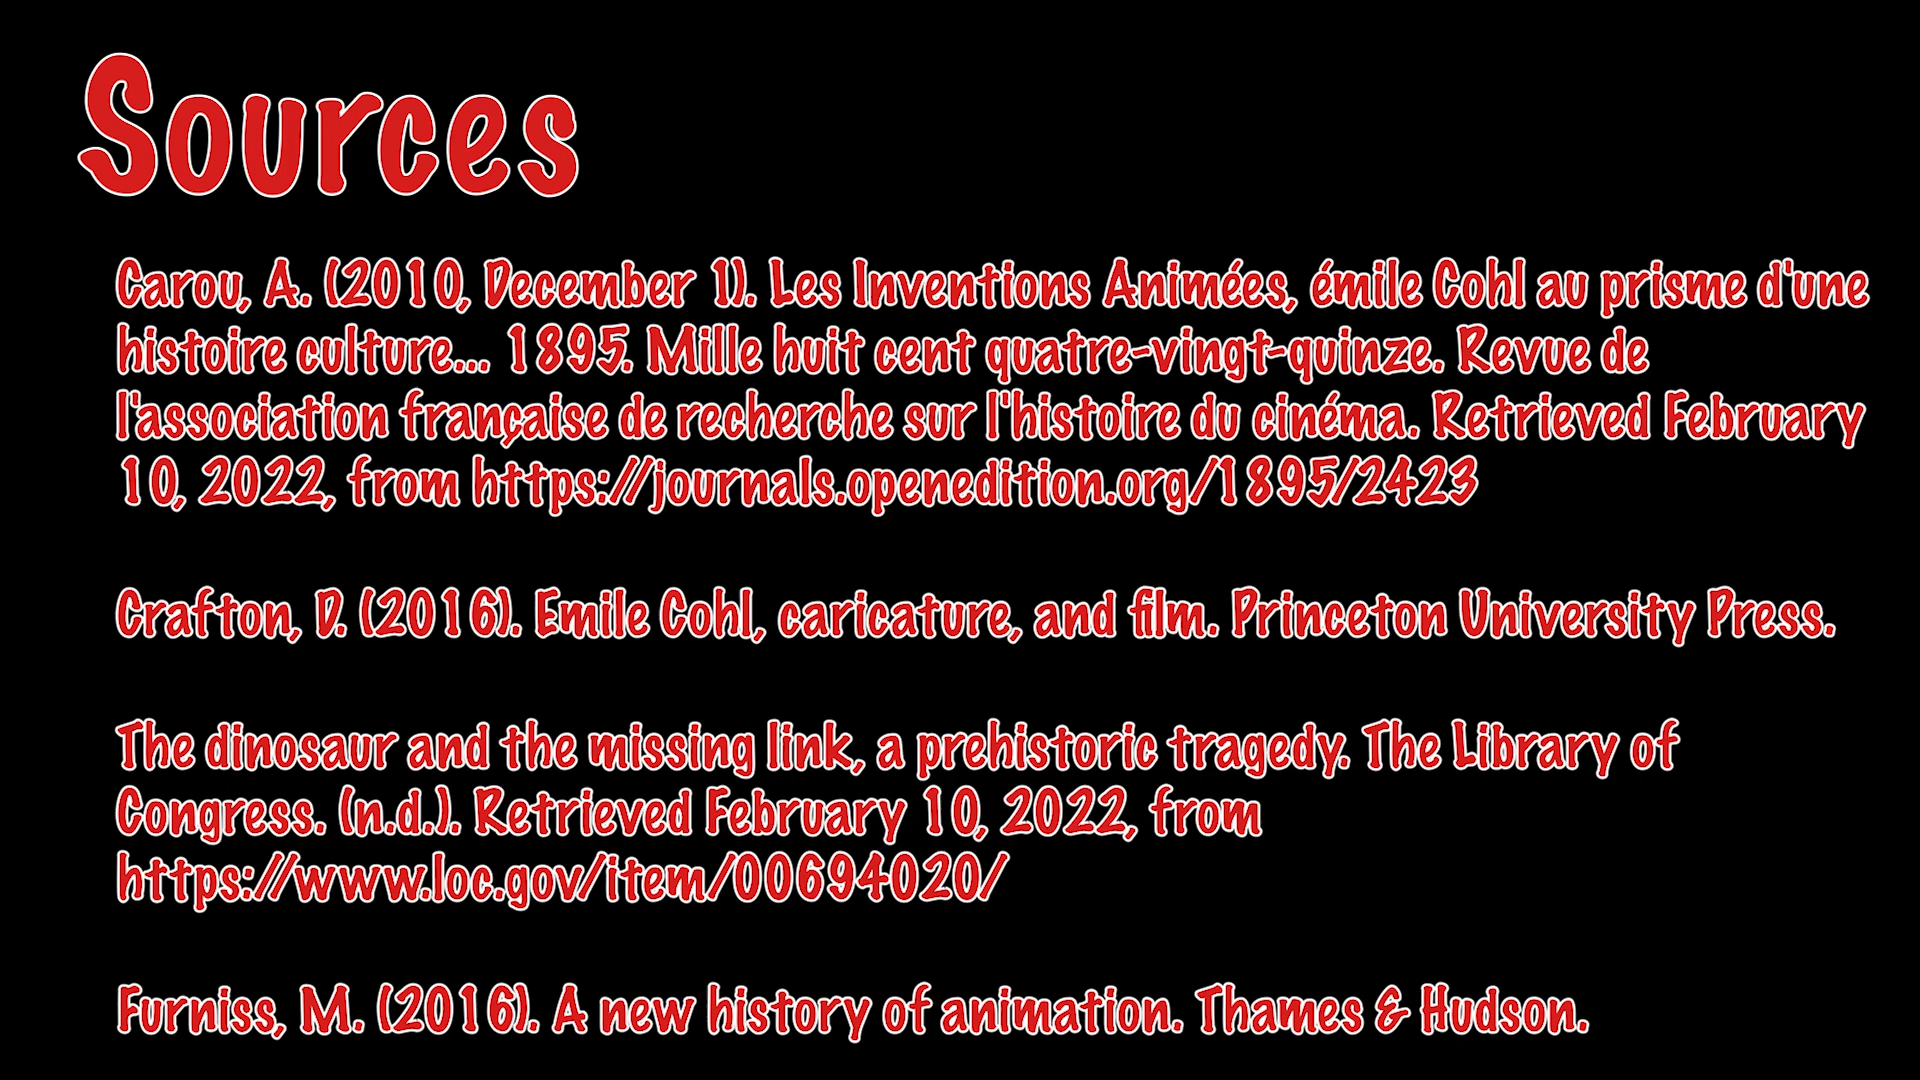 Sources
Carou, A. (2010, December 1). Les Inventions Animées, émile Cohl au prisme d'une
histoire culture... 1895. Mille huit cent quatre-vingt-quinze. Revue de
l'association française de recherche sur l'histoire du cinéma. Retrieved February
10, 2022, from https://journals.openedition.org/1895/2423
Crafton, D. (2016). Emile Cohl, caricature, and film. Princeton University Press.
The dinosaur and the missing link, a prehistoric tragedy. The Library of
Congress. (n.d.). Retrieved February 10, 2022, from
https://www.loc.gov/item/00694020/
Furniss, M. (2016). A new history of animation. Thames & Hudson.